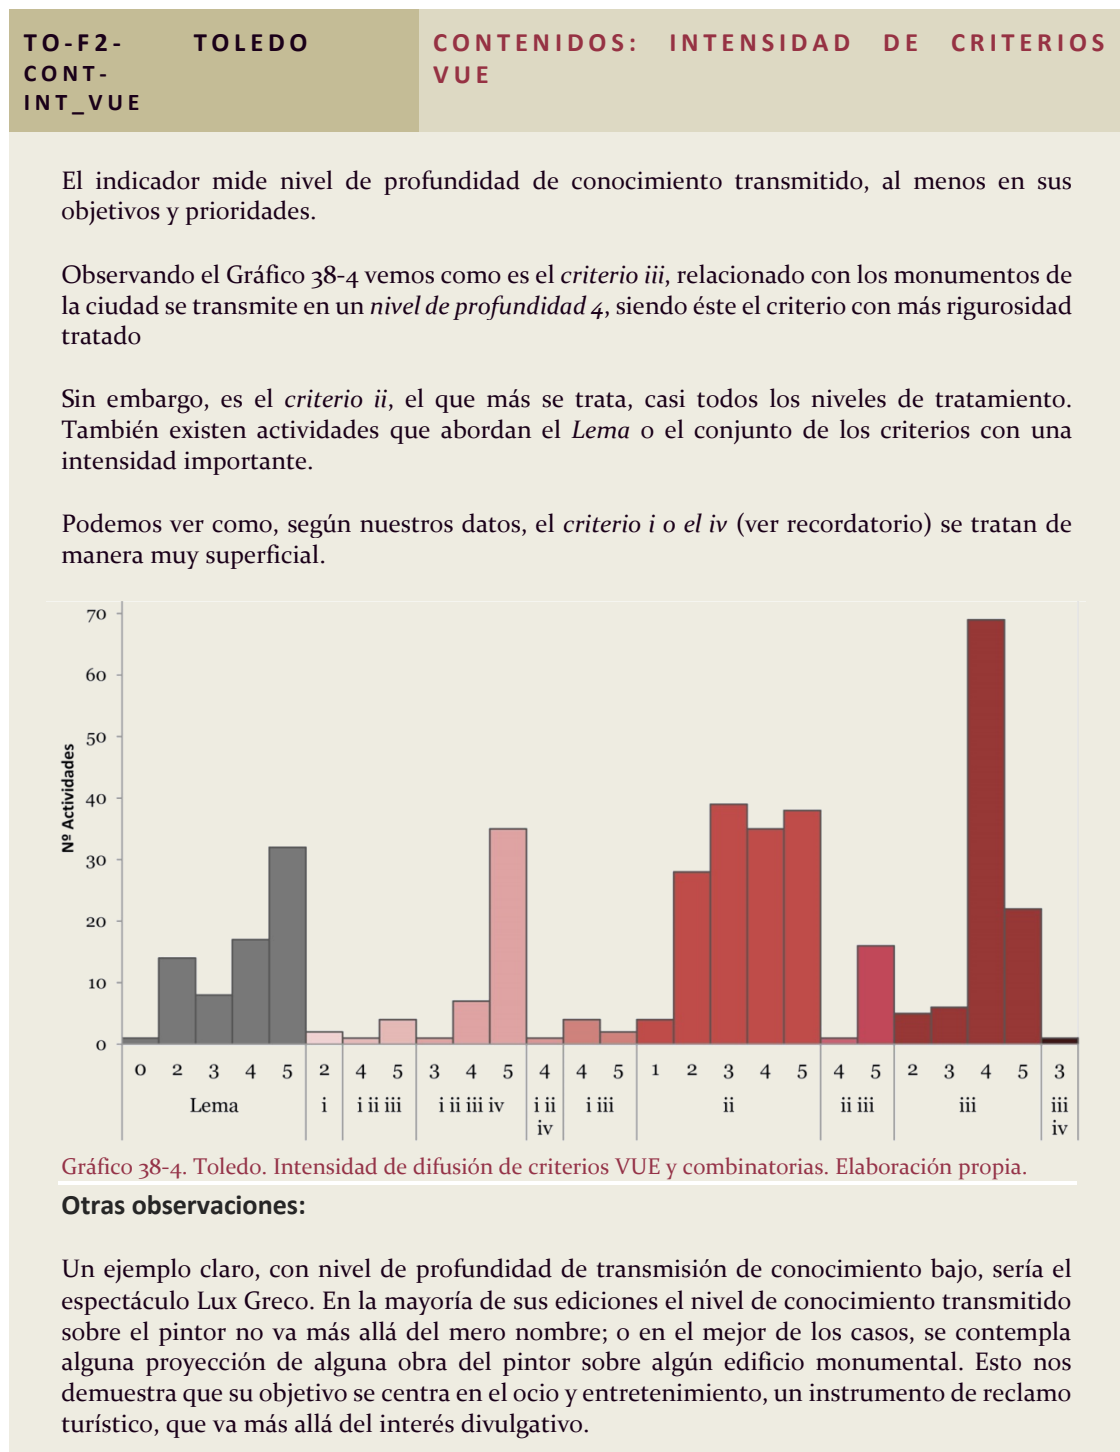 TO-F2- TOLEDO
CONT-
INT_VUE
CONTENIDOS: INTENSIDAD DE CRITERIOS
VUE
El indicador mide nivel de profundidad de conocimiento transmitido, al menos en sus
objetivos y prioridades.
Observando el Gráfico 38-4 vemos como es el criterio iii, relacionado con los monumentos de
la ciudad se transmite en un nivel de profundidad 4, siendo éste el criterio con más rigurosidad
tratado
Sin embargo, es el criterio ii, el que más se trata, casi todos los niveles de tratamiento.
También existen actividades que abordan el Lema o el conjunto de los criterios con una
intensidad importante.
Podemos ver como, según nuestros datos, el criterio i o el iv (ver recordatorio) se tratan de
manera muy superficial.
70
60
50
40
30
20
10
0
Nº Actividades
0 2 3 4 5 2 4 5 3 4 5 4 4 5 1 2 3 4 5 4 5 2 3 4 5 3
Lema i i ii iii i ii iii iv i ii i iii ii ii iii iii iii
iv iv
Gráfico 38-4. Toledo. Intensidad de difusión de criterios VUE y combinatorias. Elaboración propia.
Otras observaciones:
Un ejemplo claro, con nivel de profundidad de transmisión de conocimiento bajo, sería el
espectáculo Lux Greco. En la mayoría de sus ediciones el nivel de conocimiento transmitido
sobre el pintor no va más allá del mero nombre; o en el mejor de los casos, se contempla
alguna proyección de alguna obra del pintor sobre algún edificio monumental. Esto nos
demuestra que su objetivo se centra en el ocio y entretenimiento, un instrumento de reclamo
turístico, que va más allá del interés divulgativo.